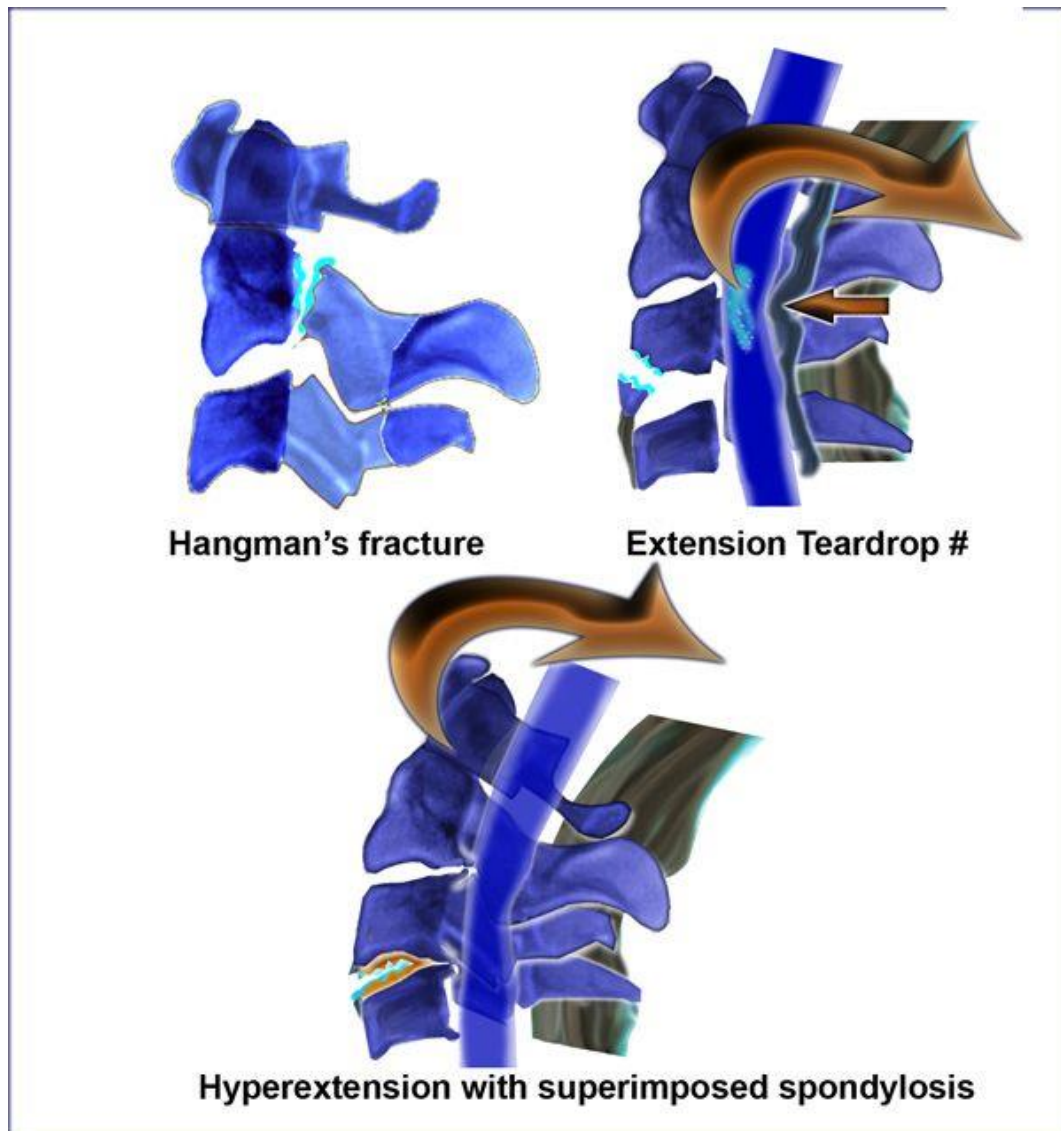 Hangman’s fracture
Extension Teardrop #
Hyperextension with superimposed spondylosis